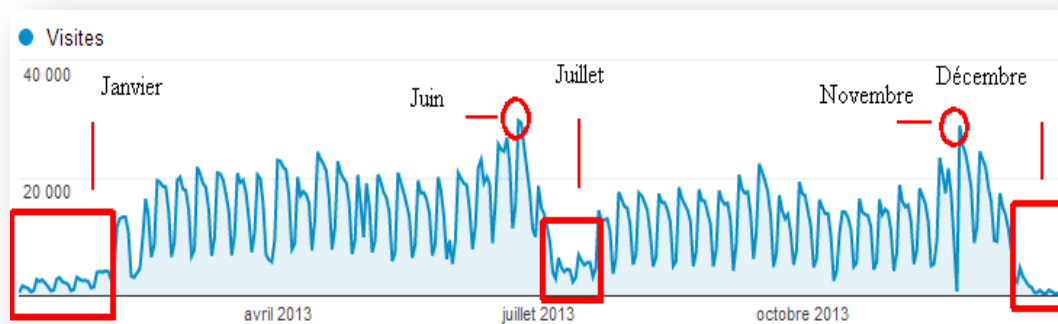 Visites
40 000
Janvier
Juin
Juillet
Novembre
Décembre
20 000
avril 2013
juillet 2013
octobre 2013